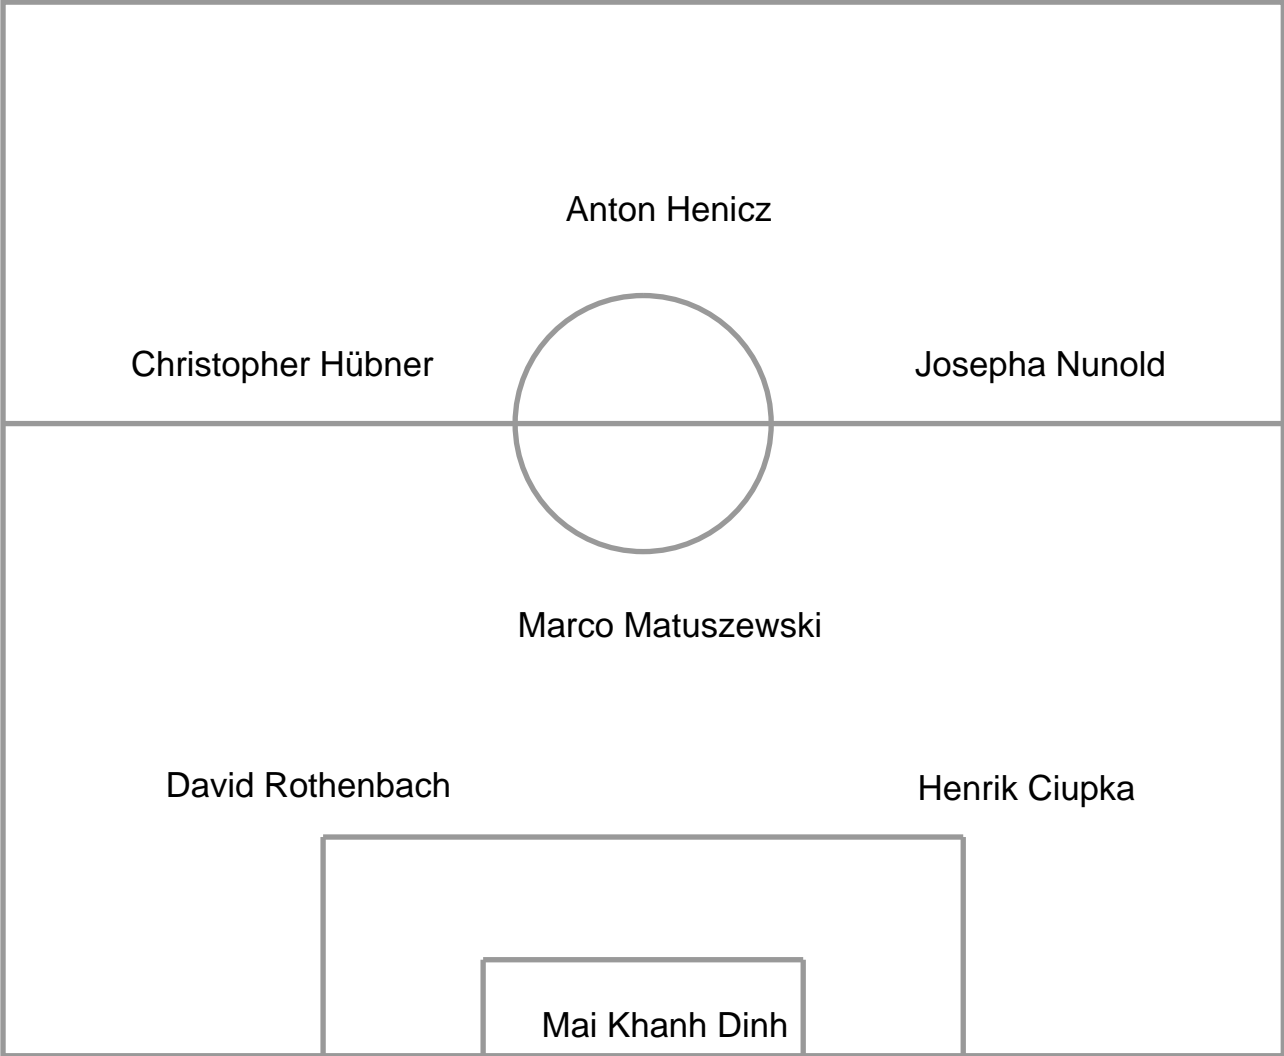 Anton Henicz
Christopher Hübner
Josepha Nunold
Marco Matuszewski
David Rothenbach
Henrik Ciupka
Mai Khanh Dinh